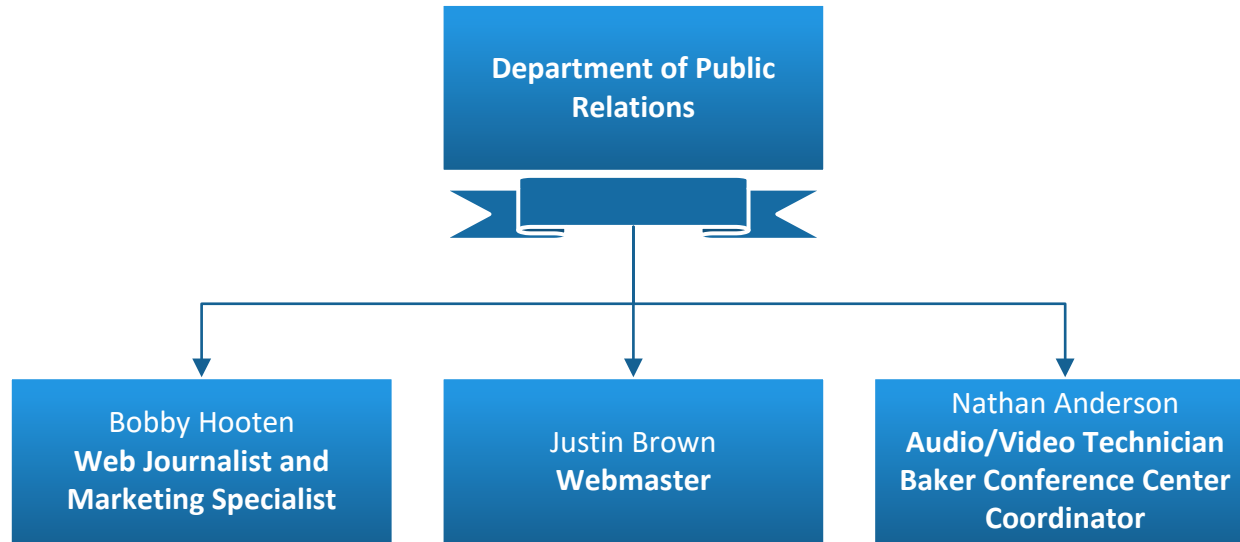 Department of Public
Relations
Bobby Hooten
Web Journalist and
Marketing Specialist
Justin Brown
Webmaster
Nathan Anderson
Audio/Video Technician
Baker Conference Center
Coordinator